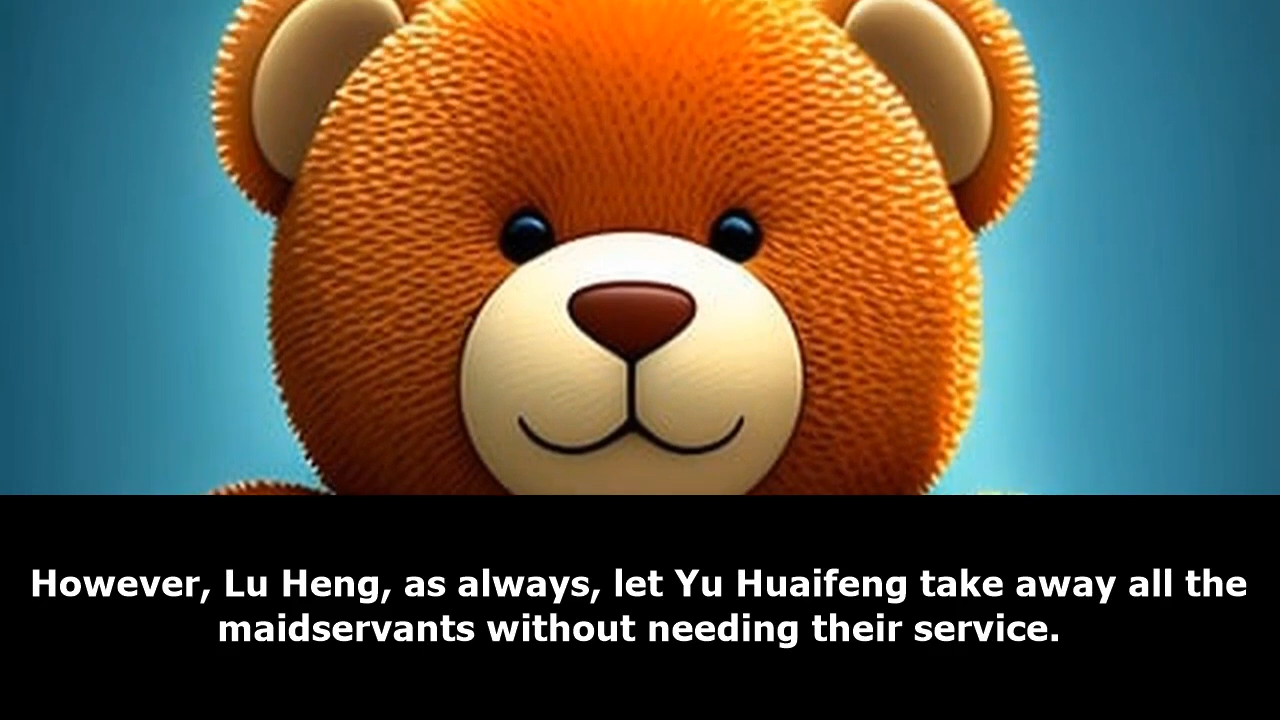 However, Lu Heng, as always, let Yu Huaifeng take away all the
maidservants without needing their service.